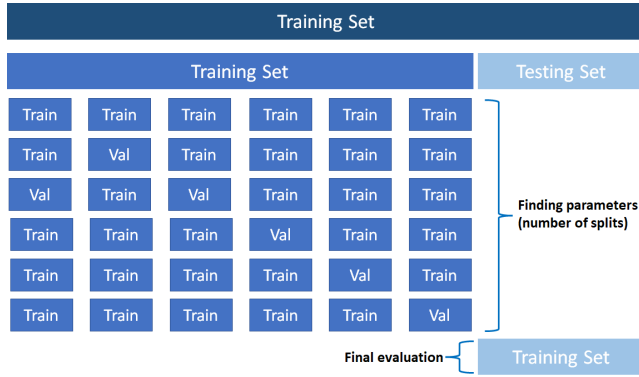 Training Set
Training Set Testing Set
Train Train Train Train Train Train
Train Val Train Train Train Train
Val Train Val Train Train Train
Train Train Train Val Train Train
Train Train Train Train Val Train
Train Train Train Train Train Val
Finding parameters
(number of splits)
Final evaluation Training Set